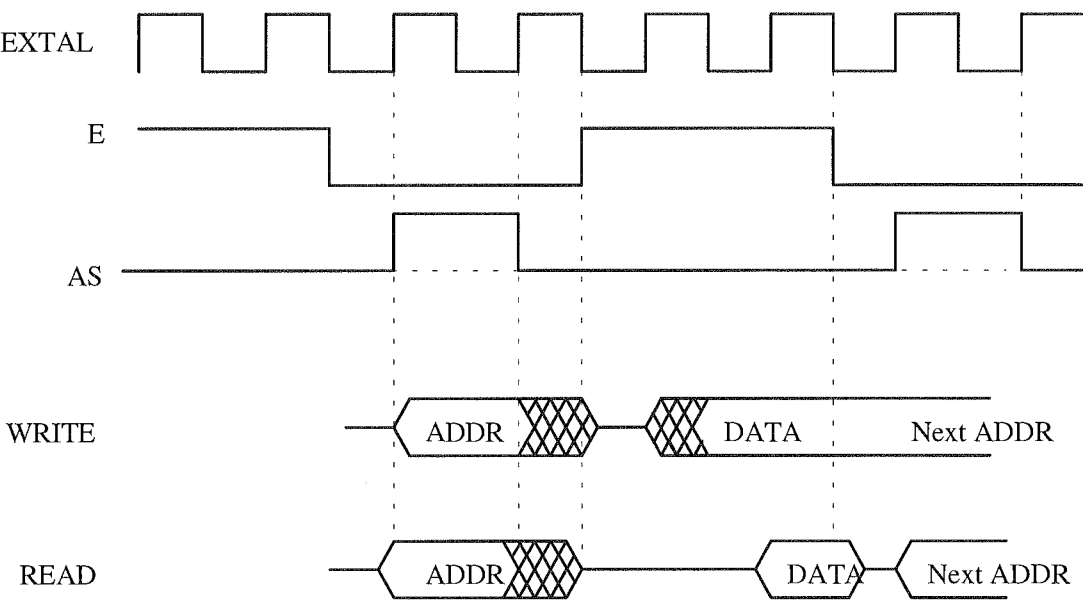 EXTAL
E
AS
WRITE ADDR DATA Next ADDR
READ ADDR DATA Next ADDR